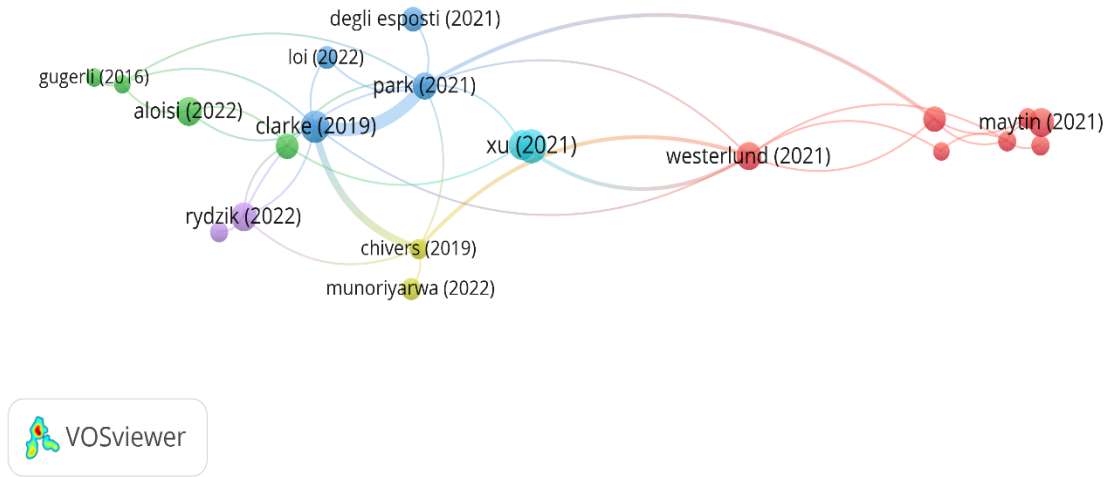 degli esposti (2021)
loi (2022)
gugerli (2016)
park (2021)
aloisi (2022)
clarke (2019)
maytin (2021)
xu (2021)
westerlund (2021)
rydzik (2022)
chivers (2019)
munoriyarwa (2022)
VOSviewer